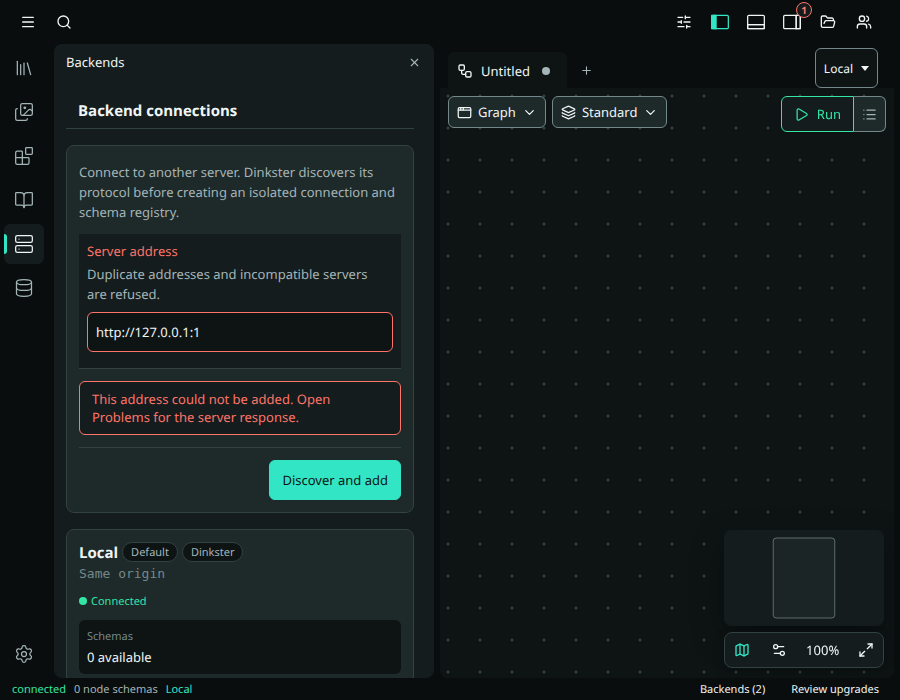 1
Backends
Untitled
Local
Graph
Standard
Run
Backend connections
Connect to another server. Dinkster discovers its
protocol before creating an isolated connection and
schema registry.
Server address
Duplicate addresses and incompatible servers
are refused.
http://127.0.0.1:1
This address could not be added. Open
Problems for the server response.
Discover and add
Local Default Dinkster
Same origin
Connected
Schemas
0 available
100%
connected 0 node schemas Local
Backends (2) Review upgrades